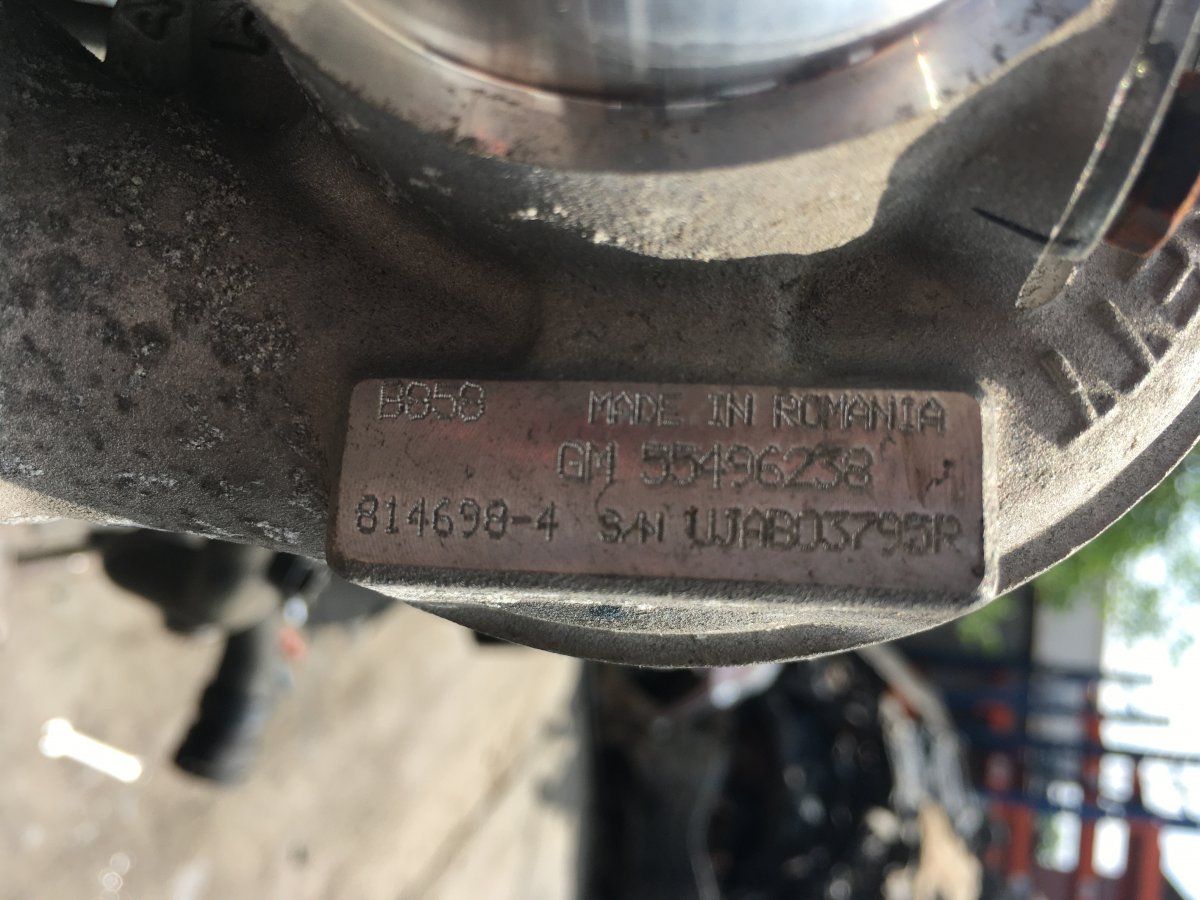 B858 MADE IN ROMANIA
GM 55496238
814698-4 S/N WJAB03795R